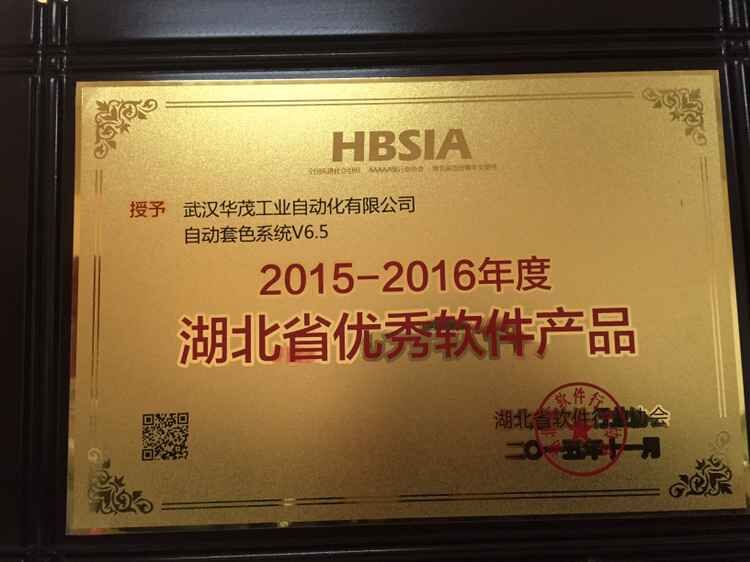 HBSIA
授予 武汉华茂工业自动化有限公司
自动套色系统V6.5
2015-2016年度
湖北省优秀软件产品
湖北省软件行业协会
二〇一五年十一月